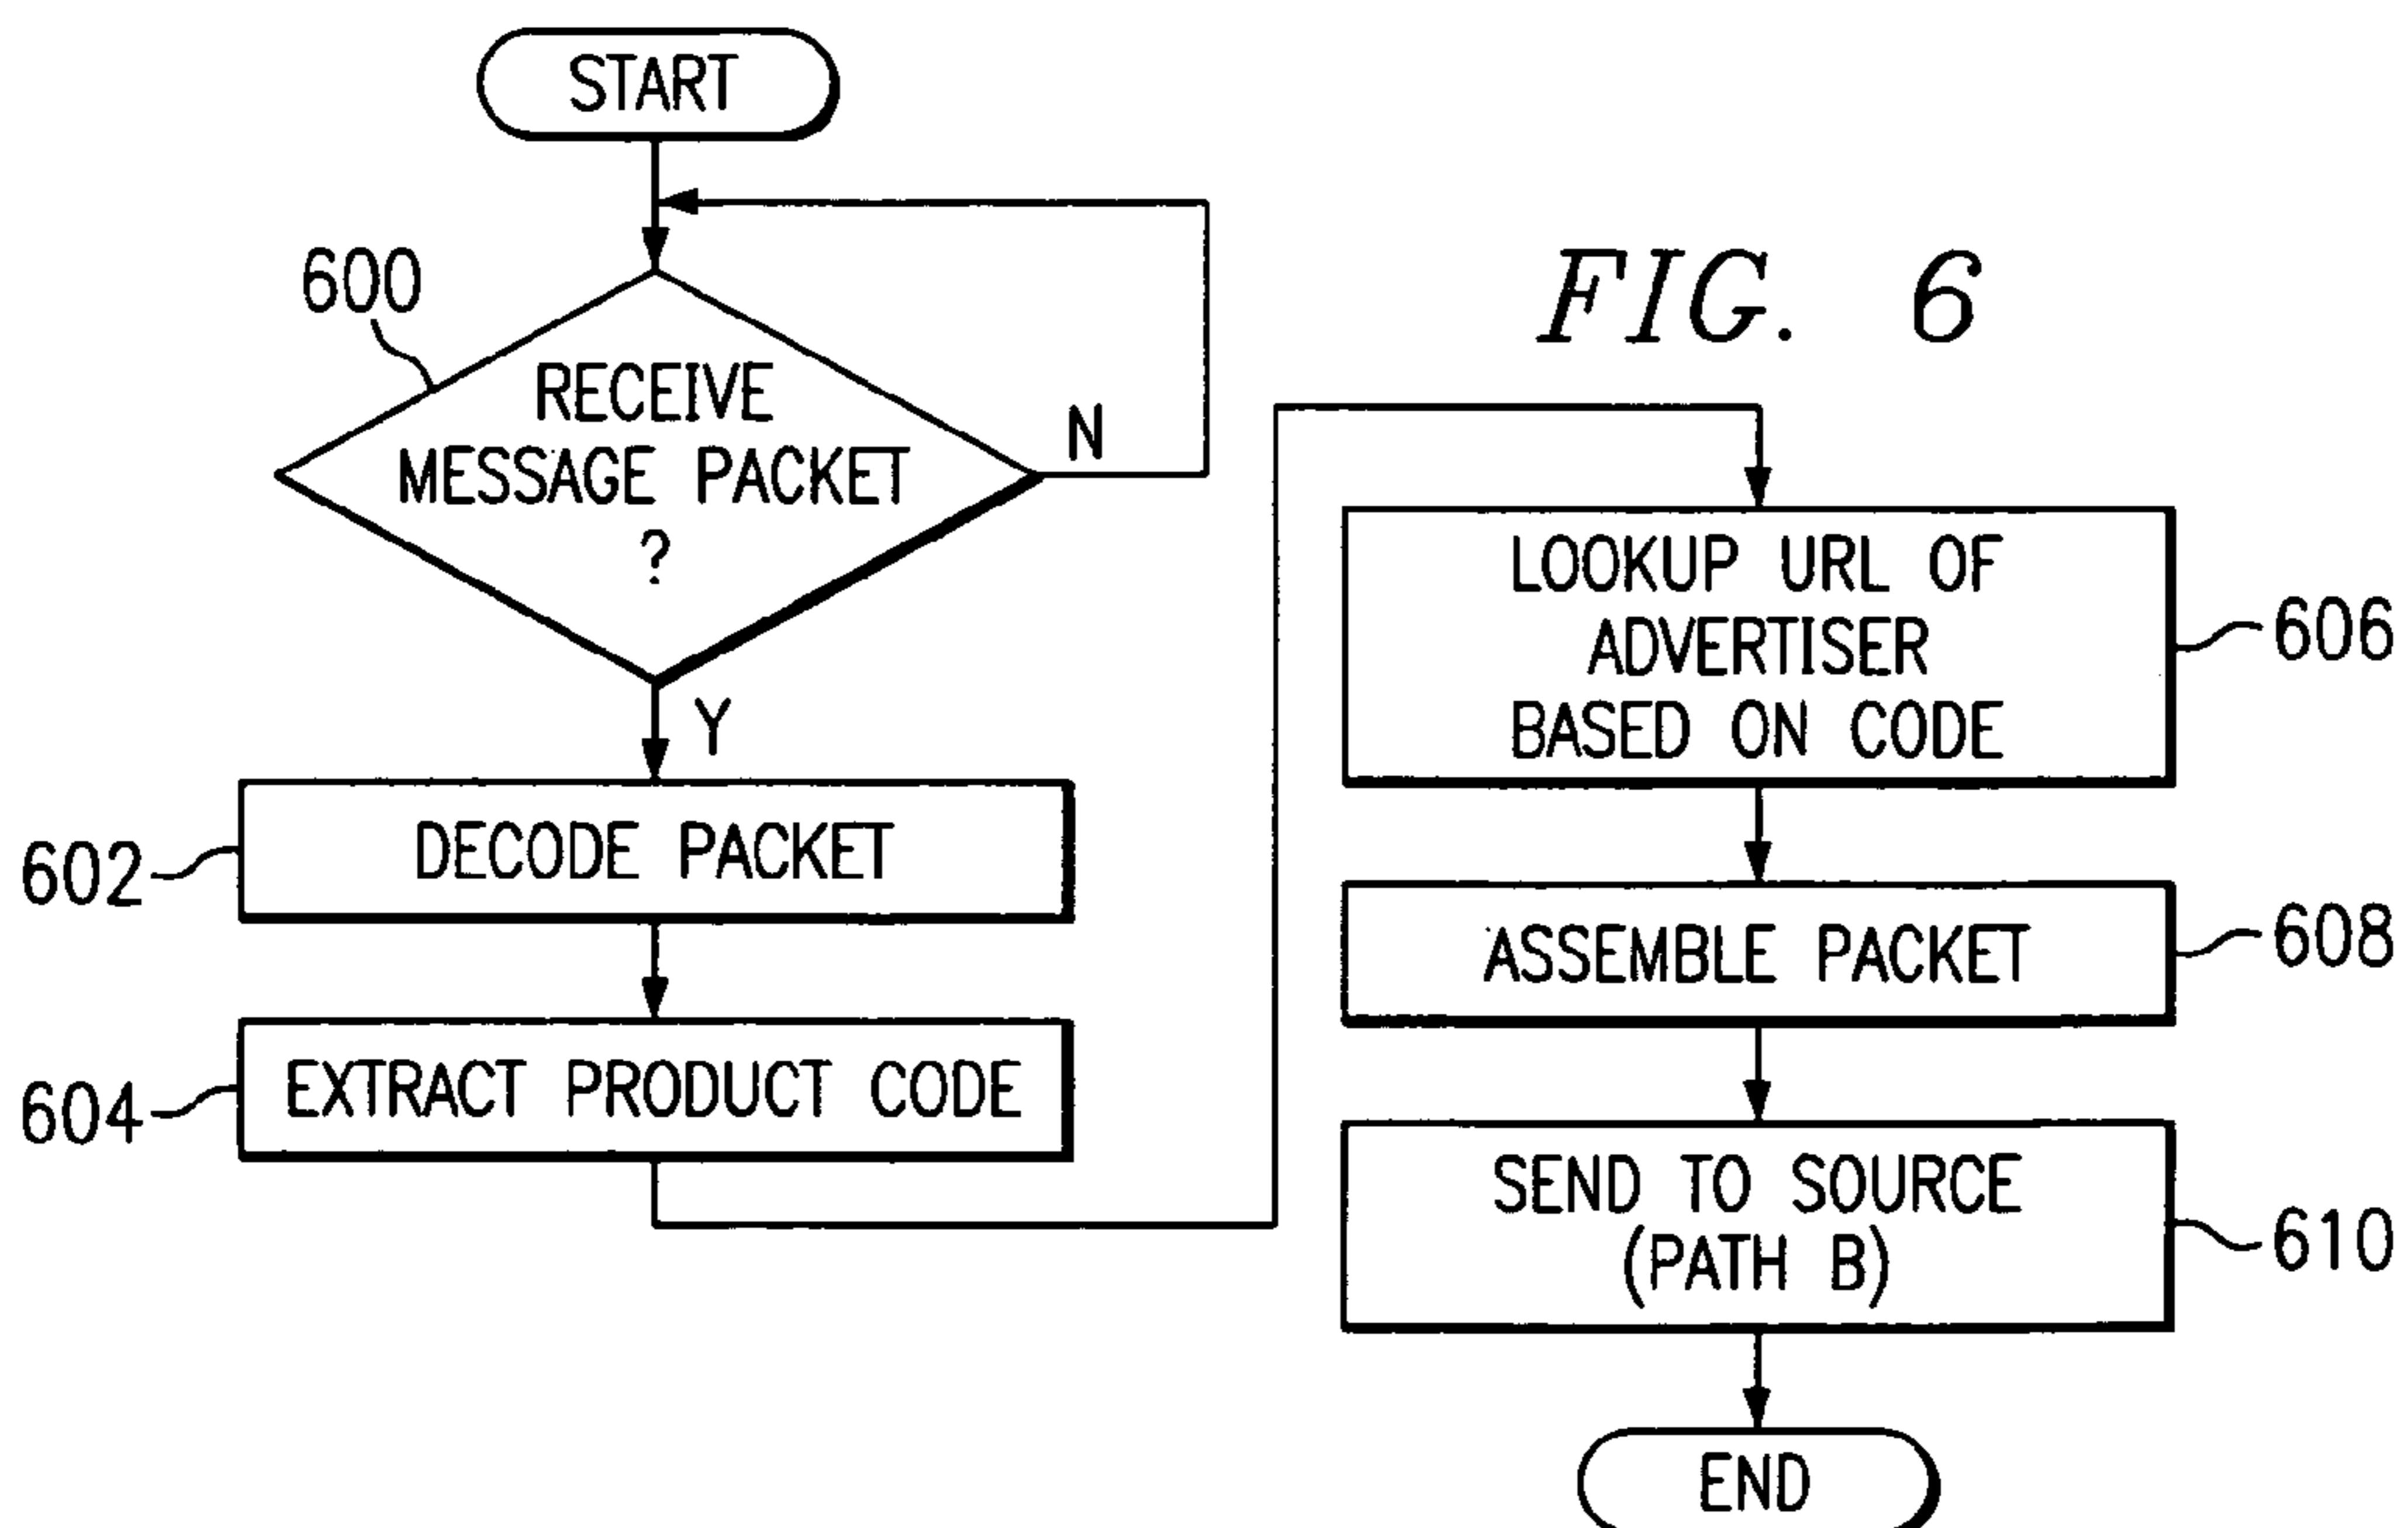 START
600
RECEIVE
MESSAGE PACKET
?
N
Y
602
DECODE PACKET
604
EXTRACT PRODUCT CODE
FIG. 6
LOOKUP URL OF
ADVERTISER
BASED ON CODE
606
ASSEMBLE PACKET
608
SEND TO SOURCE
(PATH B)
610
END